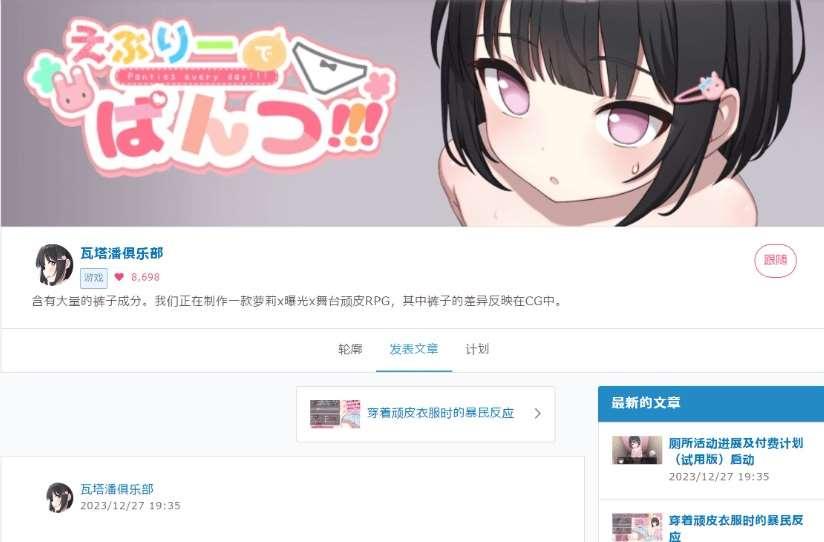 えぶりーで
Panties every day!!!
ぱんつ!!!
瓦塔潘俱乐部
游戏 8,698
跟随
含有大量的裤子成分。我们正在制作一款萝莉x曝光x舞台顽皮RPG，其中裤子的差异反映在CG中。
轮廓 发表文章 计划
穿着顽皮衣服时的暴民反应
最新的文章
厕所活动进展及付费计划
（试用版）启动
2023/12/27 19:35
瓦塔潘俱乐部
2023/12/27 19:35
穿着顽皮衣服时的暴民反
应